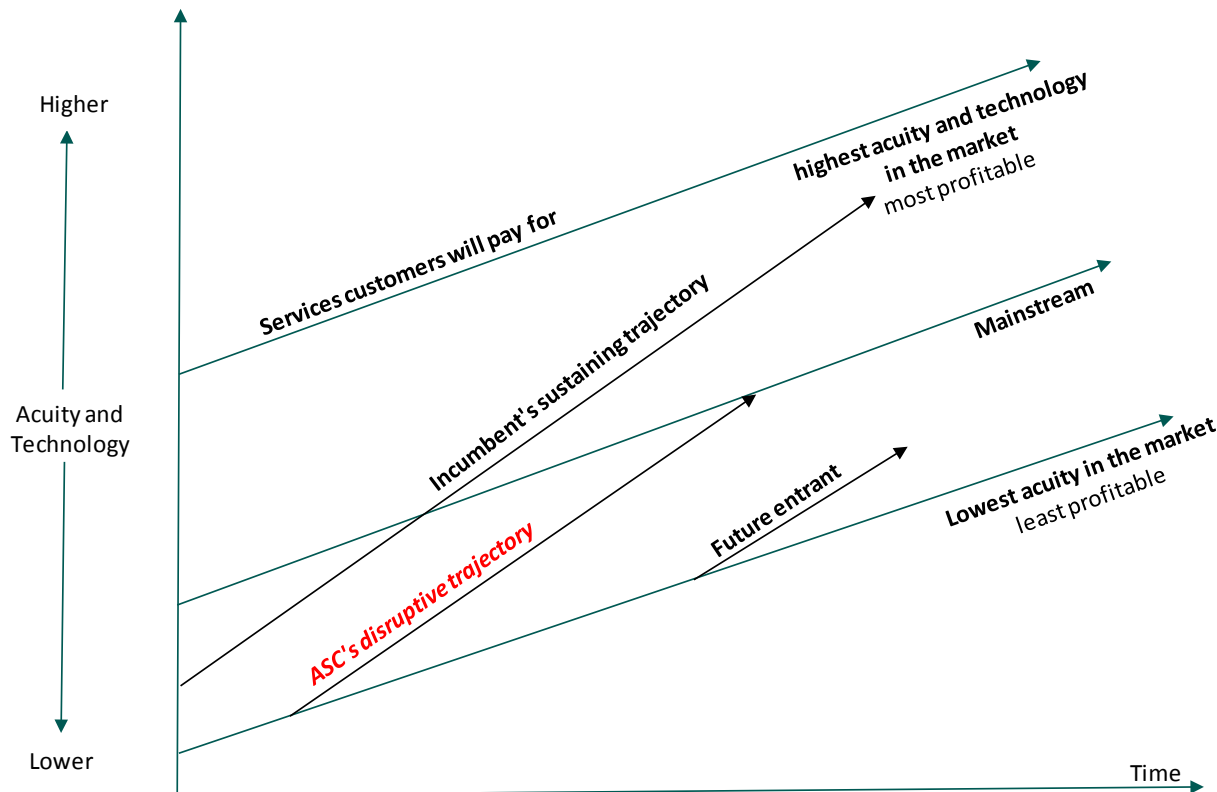 Higher
Acuity and
Technology
Lower
Services customers will pay for
highest acuity and technology
in the market
most profitable
Incumbent's sustaining trajectory
Mainstream
ASC's disruptive trajectory
Future entrant
Lowest acuity in the market
least profitable
Time